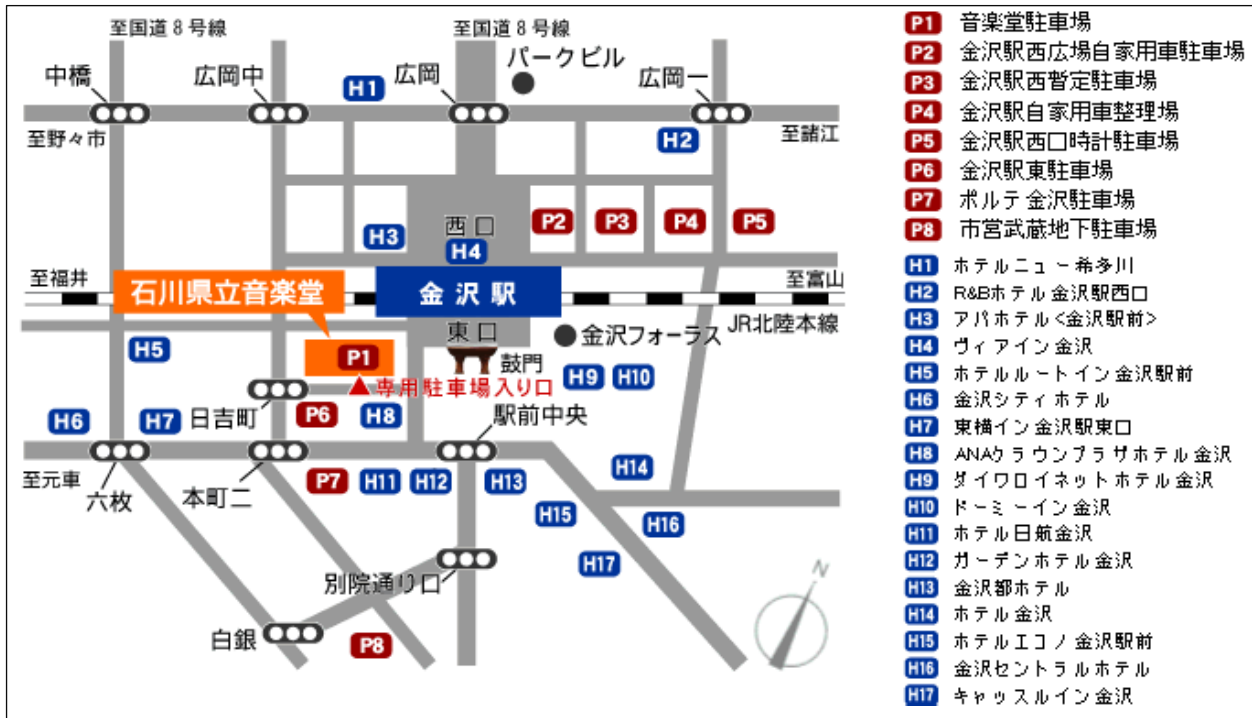 至国道8号線
至国道8号線
パークビル
中橋
広岡中
広岡
広岡一
H1
至野々市
H2
至諸江
西口
P2
P3
P4
P5
H3
H4
至福井
石川県立音楽堂
金沢駅
至富山
JR北陸本線
東口
金沢フォーラス
H5
P1
鼓門
専用駐車場入り口
H9
H10
日吉町
P6
H8
駅前中央
H6
H7
至元車
六枚
本町二
P7
H11
H12
H13
H14
H15
H16
H17
別院通り口
白銀
P8
N
P1 音楽堂駐車場
P2 金沢駅西広場自家用車駐車場
P3 金沢駅西暫定駐車場
P4 金沢駅自家用車整理場
P5 金沢駅西口時計駐車場
P6 金沢駅東駐車場
P7 ポルテ金沢駐車場
P8 市営武蔵地下駐車場
H1 ホテルニュー希多川
H2 R&Bホテル金沢駅西口
H3 アパホテル<金沢駅前>
H4 ヴィアイン金沢
H5 ホテルルートイン金沢駅前
H6 金沢シティホテル
H7 東横イン金沢駅東口
H8 ANAクラウンプラザホテル金沢
H9 ダイワロイネットホテル金沢
H10 ドーミーイン金沢
H11 ホテル日航金沢
H12 ガーデンホテル金沢
H13 金沢都ホテル
H14 ホテル金沢
H15 ホテルエコノ金沢駅前
H16 金沢セントラルホテル
H17 キャッスルイン金沢